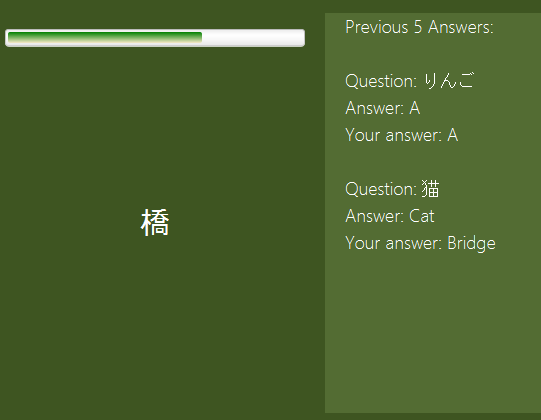 橋
Previous 5 Answers:
Question: りんご
Answer: A
Your answer: A
Question: 猫
Answer: Cat
Your answer: Bridge